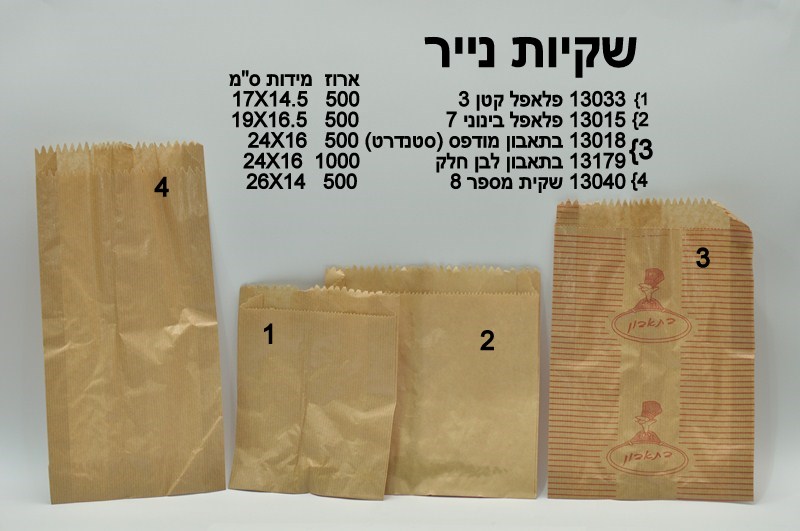 שקיות נייר
ארוז מידות ס"מ
1} 13033 פלאפל קטן 3 500 17X14.5
2} 13015 פלאפל בינוני 7 500 19X16.5
3} 13018 בתאבון מודפס (סטנדרט) 500 24X16
13179 בתאבון לבן חלק 1000 24X16
4} 13040 שקית מספר 8 500 26X14
4
3
1
2
בתאבון
בתאבון